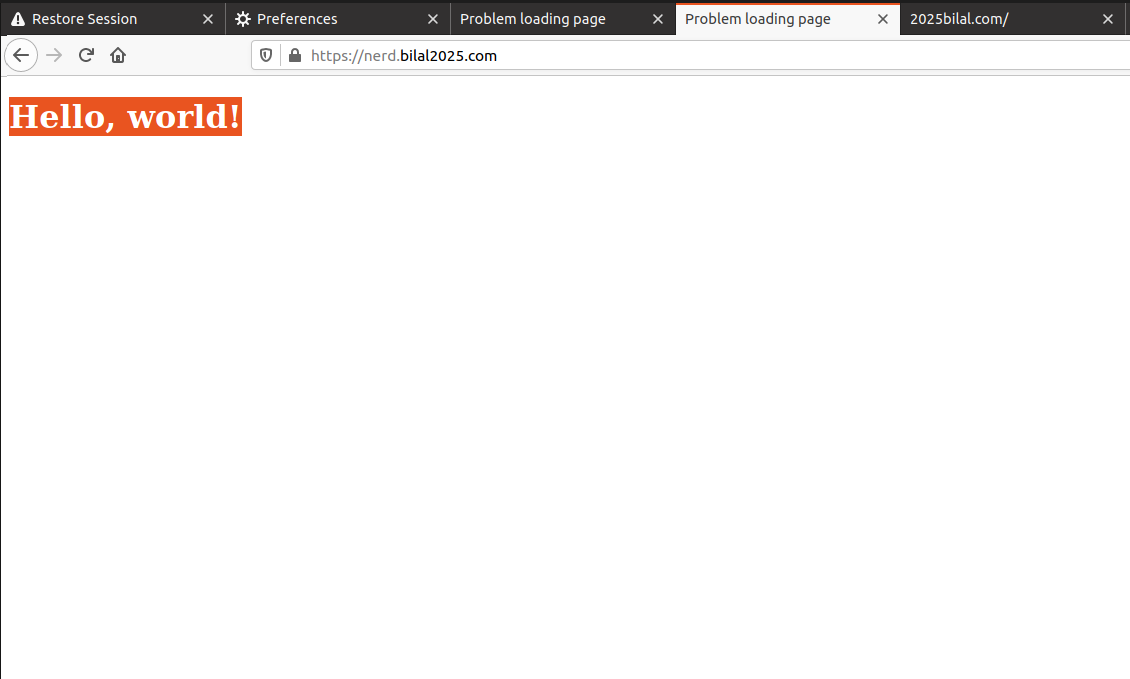 Restore Session
Preferences
Problem loading page
Problem loading page
2025bilal.com/
https://nerd.bilal2025.com
Hello, world!